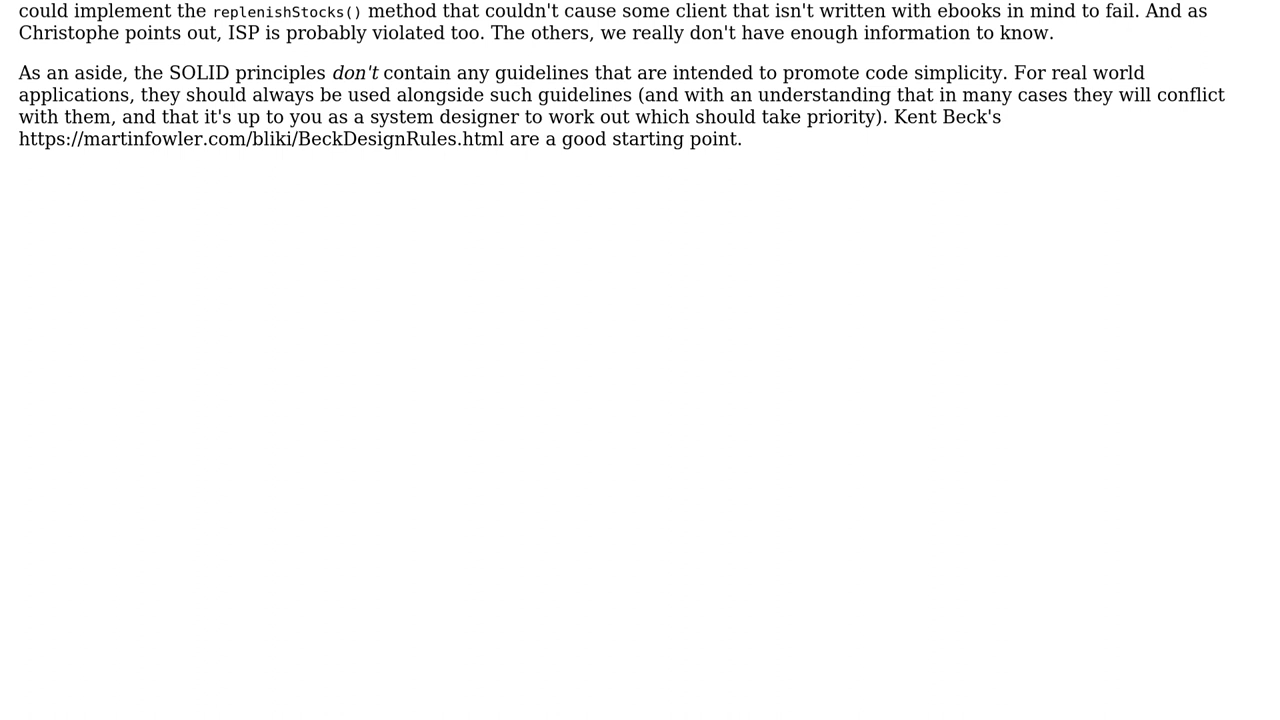 could implement the replenishStocks() method that couldn't cause some client that isn't written with ebooks in mind to fail. And as
Christophe points out, ISP is probably violated too. The others, we really don't have enough information to know.
As an aside, the SOLID principles don't contain any guidelines that are intended to promote code simplicity. For real world
applications, they should always be used alongside such guidelines (and with an understanding that in many cases they will conflict
with them, and that it's up to you as a system designer to work out which should take priority). Kent Beck's
https://martinfowler.com/bliki/BeckDesignRules.html are a good starting point.